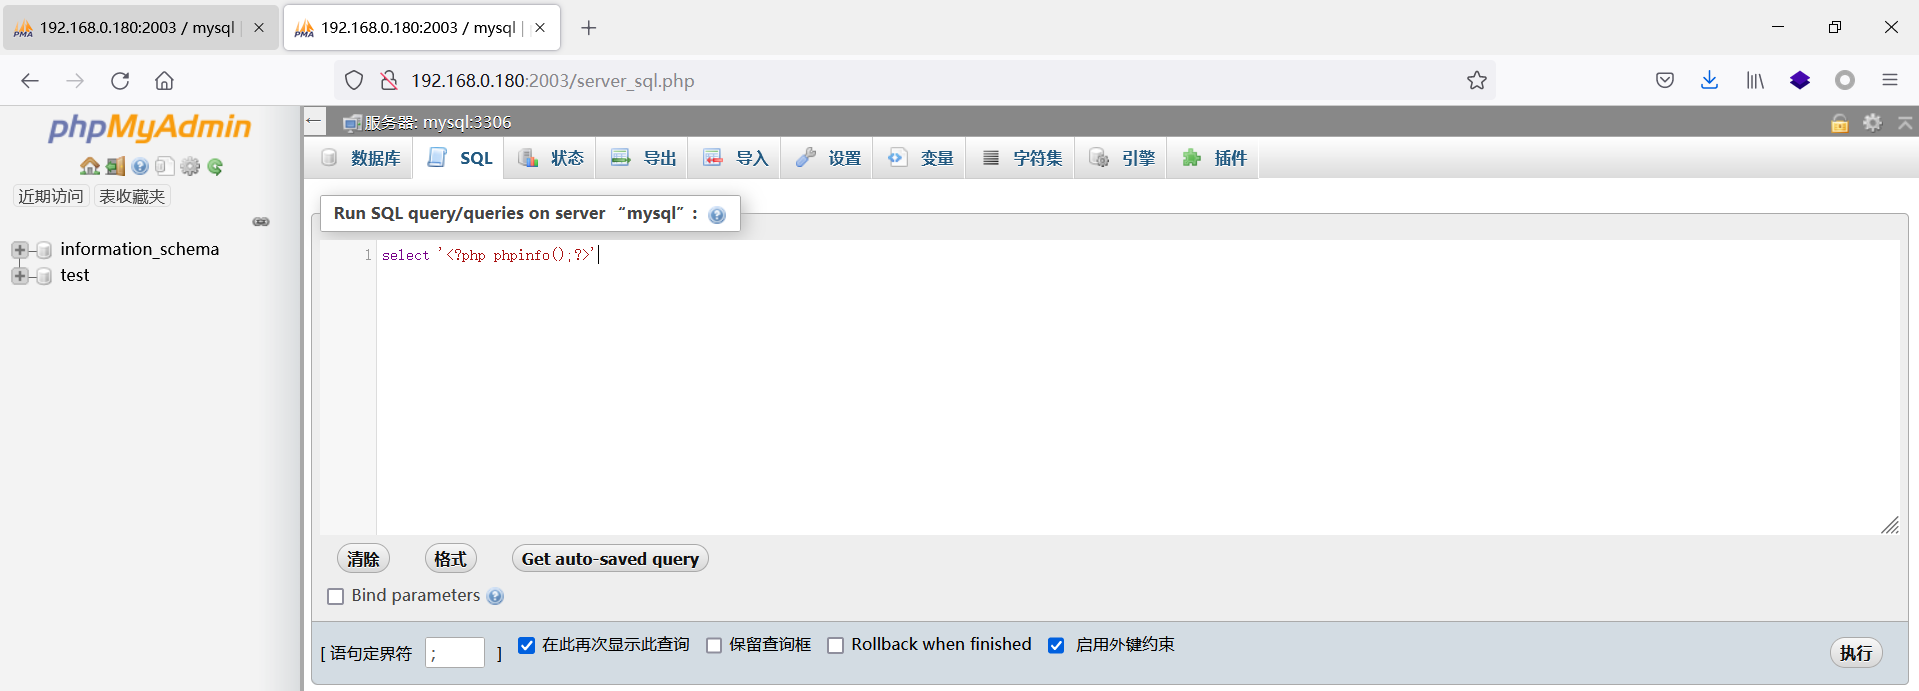 192.168.0.180:2003 / mysql |
192.168.0.180:2003 / mysql |
192.168.0.180:2003/server_sql.php
phpMyAdmin
近期访问 表收藏夹
information_schema
test
服务器: mysql:3306
数据库 SQL 状态 导出 导入 设置 变量 字符集 引擎 插件
Run SQL query/queries on server “mysql”:
1 select '<?php phpinfo();?>'
清除 格式 Get auto-saved query
Bind parameters
[ 语句定界符 ; ] 在此再次显示此查询 保留查询框 Rollback when finished 启用外键约束 执行